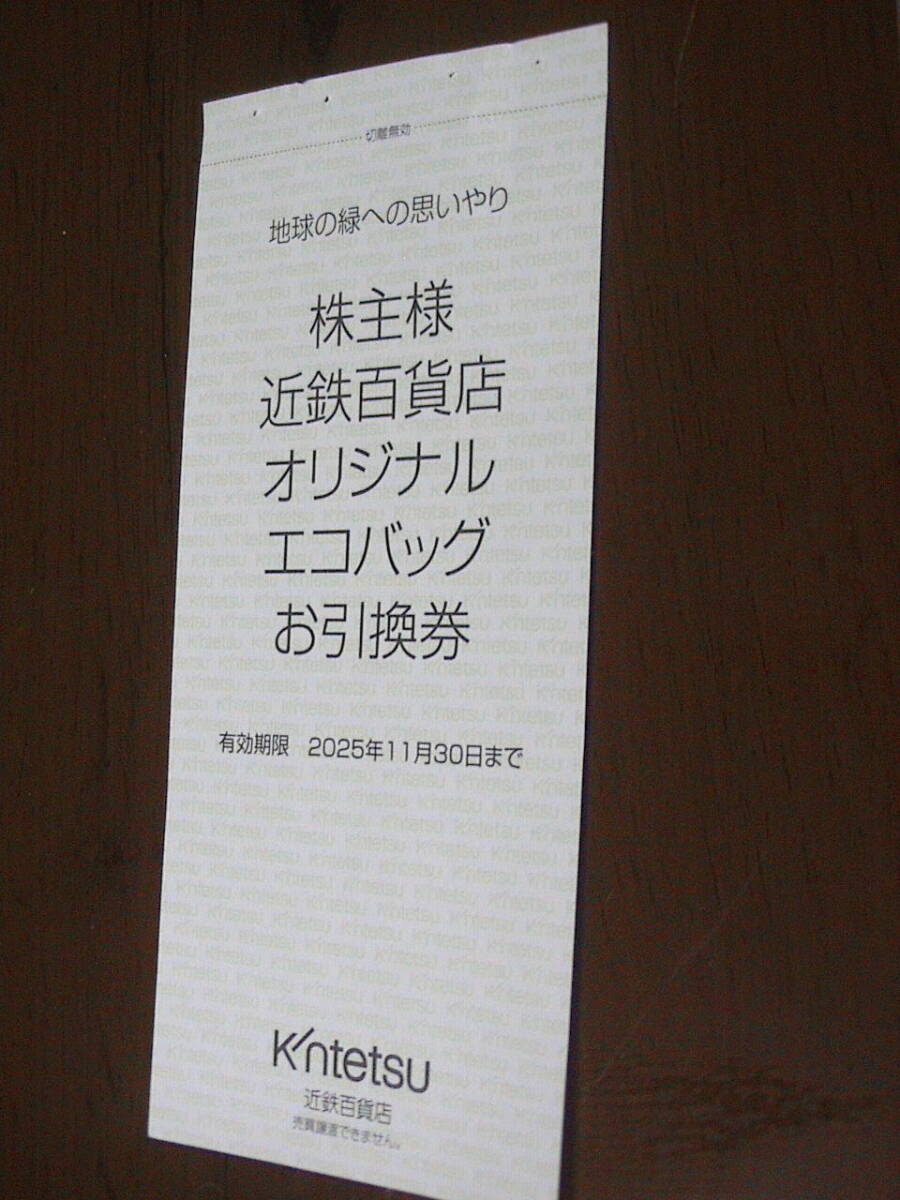 切離無効
地球の緑への思いやり
株主様
近鉄百貨店
オリジナル
エコバッグ
お引換券
有効期限 2025年11月30日まで
Kintetsu
近鉄百貨店
売買譲渡できません。